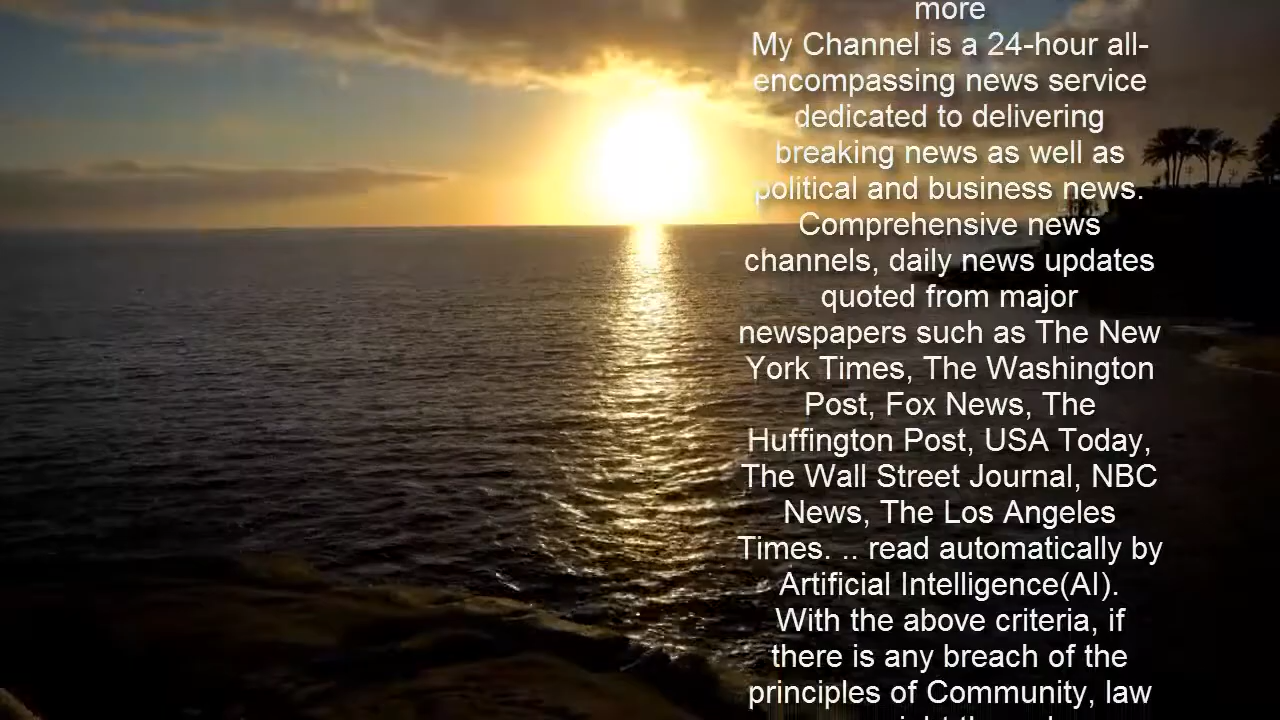 more
My Channel is a 24-hour all-
encompassing news service
dedicated to delivering
breaking news as well as
political and business news.
Comprehensive news
channels, daily news updates
quoted from major
newspapers such as The New
York Times, The Washington
Post, Fox News, The
Huffington Post, USA Today,
The Wall Street Journal, NBC
News, The Los Angeles
Times. .. read automatically by
Artificial Intelligence(AI).
With the above criteria, if
there is any breach of the
principles of Community, law